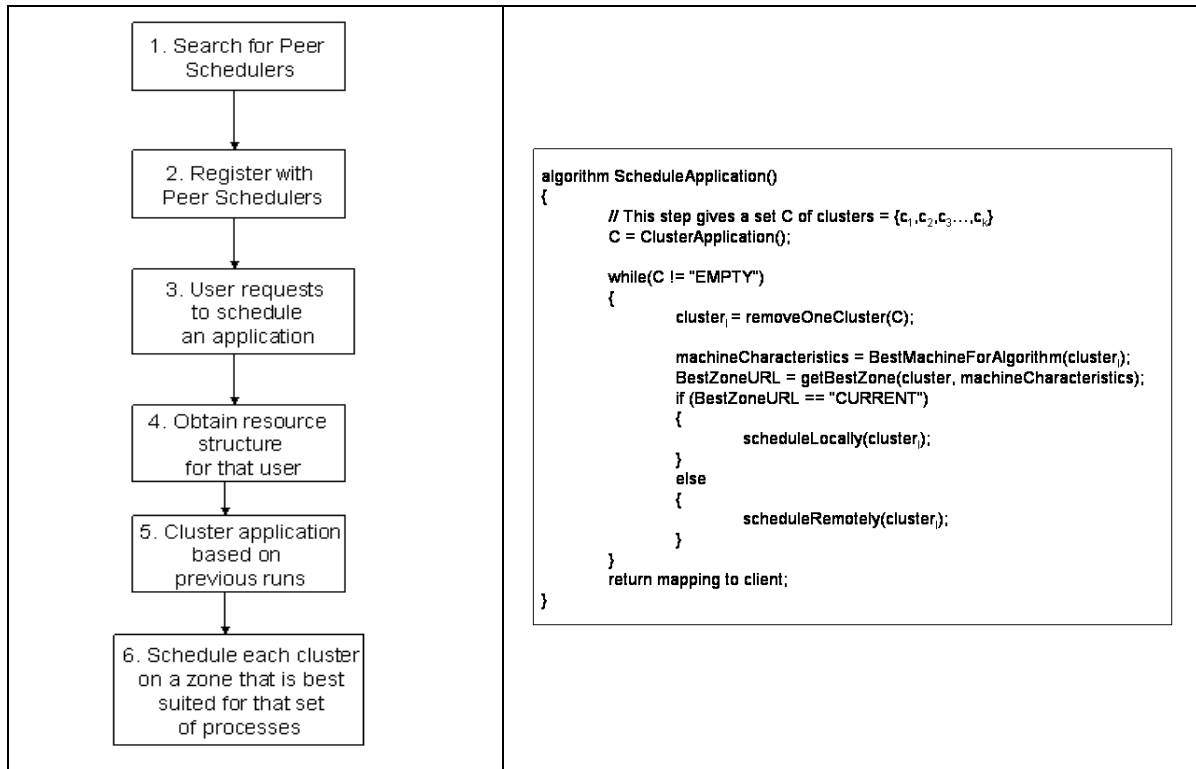 1. Search for Peer
Schedulers
2. Register with
Peer Schedulers
3. User requests
to schedule
an application
4. Obtain resource
structure
for that user
5. Cluster application
based on
previous runs
6. Schedule each cluster
on a zone that is best
suited for that set
of processes
algorithm ScheduleApplication()
{
// This step gives a set C of clusters = {c₁,c₂,c₃...,cₖ}
C = ClusterApplication();
while(C != "EMPTY")
{
clusterᵢ = removeOneCluster(C);
machineCharacteristics = BestMachineForAlgorithm(clusterᵢ);
BestZoneURL = getBestZone(cluster, machineCharacteristics);
if (BestZoneURL == "CURRENT")
{
scheduleLocally(clusterᵢ);
}
else
{
scheduleRemotely(clusterᵢ);
}
}
return mapping to client;
}